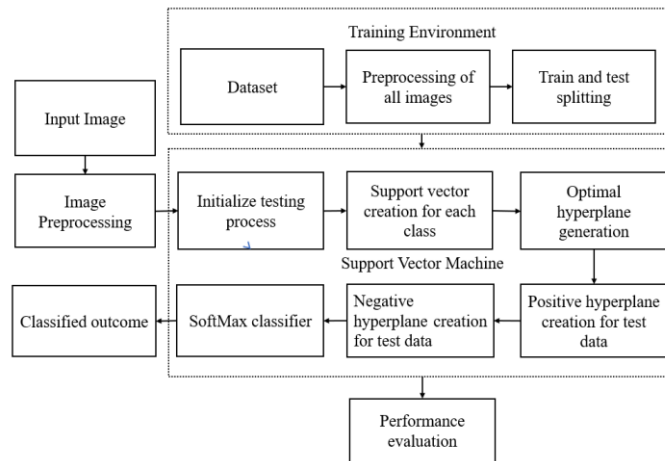 Training Environment
Dataset
Preprocessing of
all images
Train and test
splitting
Input Image
Image
Preprocessing
Initialize testing
process
Support vector
creation for each
class
Optimal
hyperplane
generation
Support Vector Machine
Classified outcome
SoftMax classifier
Negative
hyperplane creation
for test data
Positive hyperplane
creation for test
data
Performance
evaluation